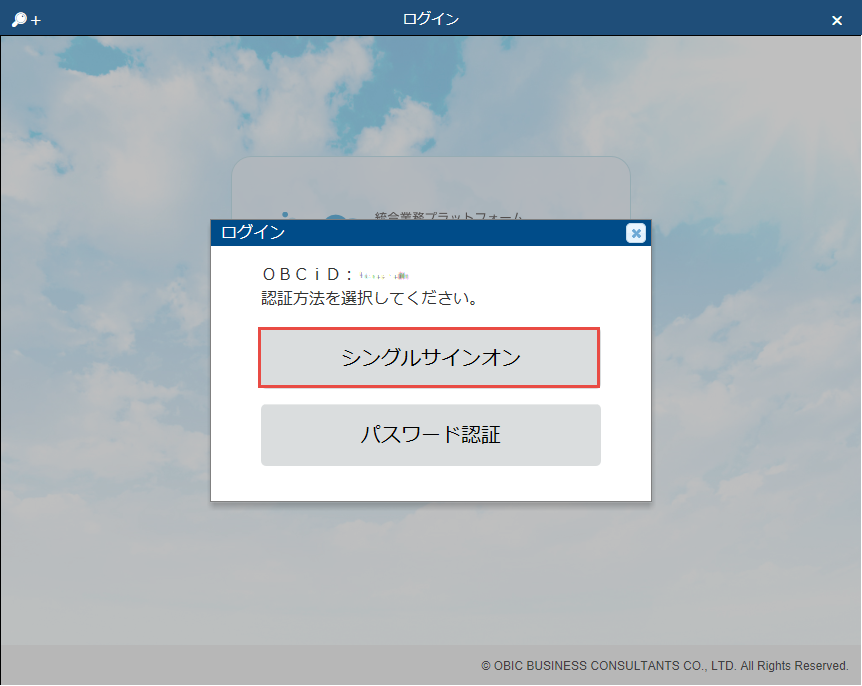 ログイン
統合業務プラットフォーム
ログイン
ＯＢＣｉＤ：
認証方法を選択してください。
シングルサインオン
パスワード認証
© OBIC BUSINESS CONSULTANTS CO., LTD. All Rights Reserved.